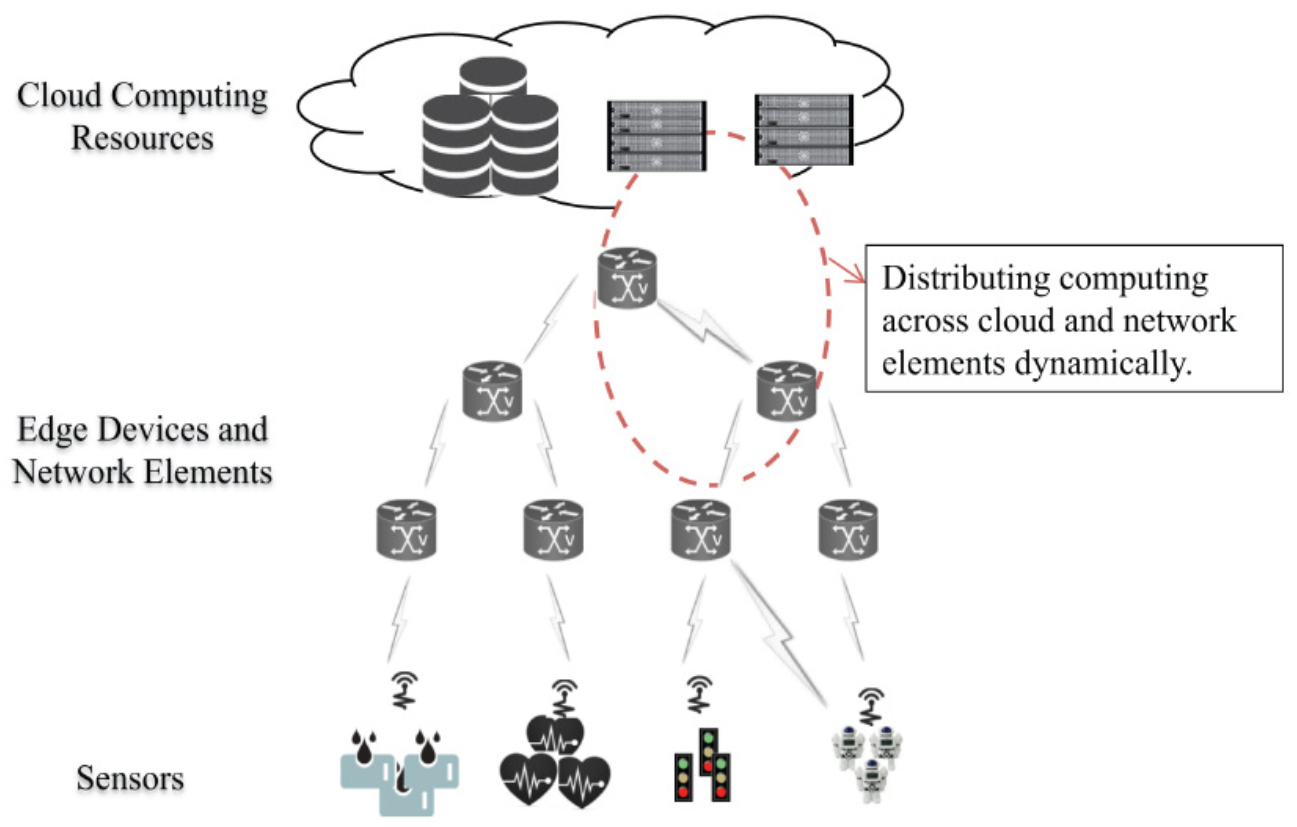 Cloud Computing
Resources
Distributing computing
across cloud and network
elements dynamically.
Edge Devices and
Network Elements
Sensors
V
V
V
V
V
V
V